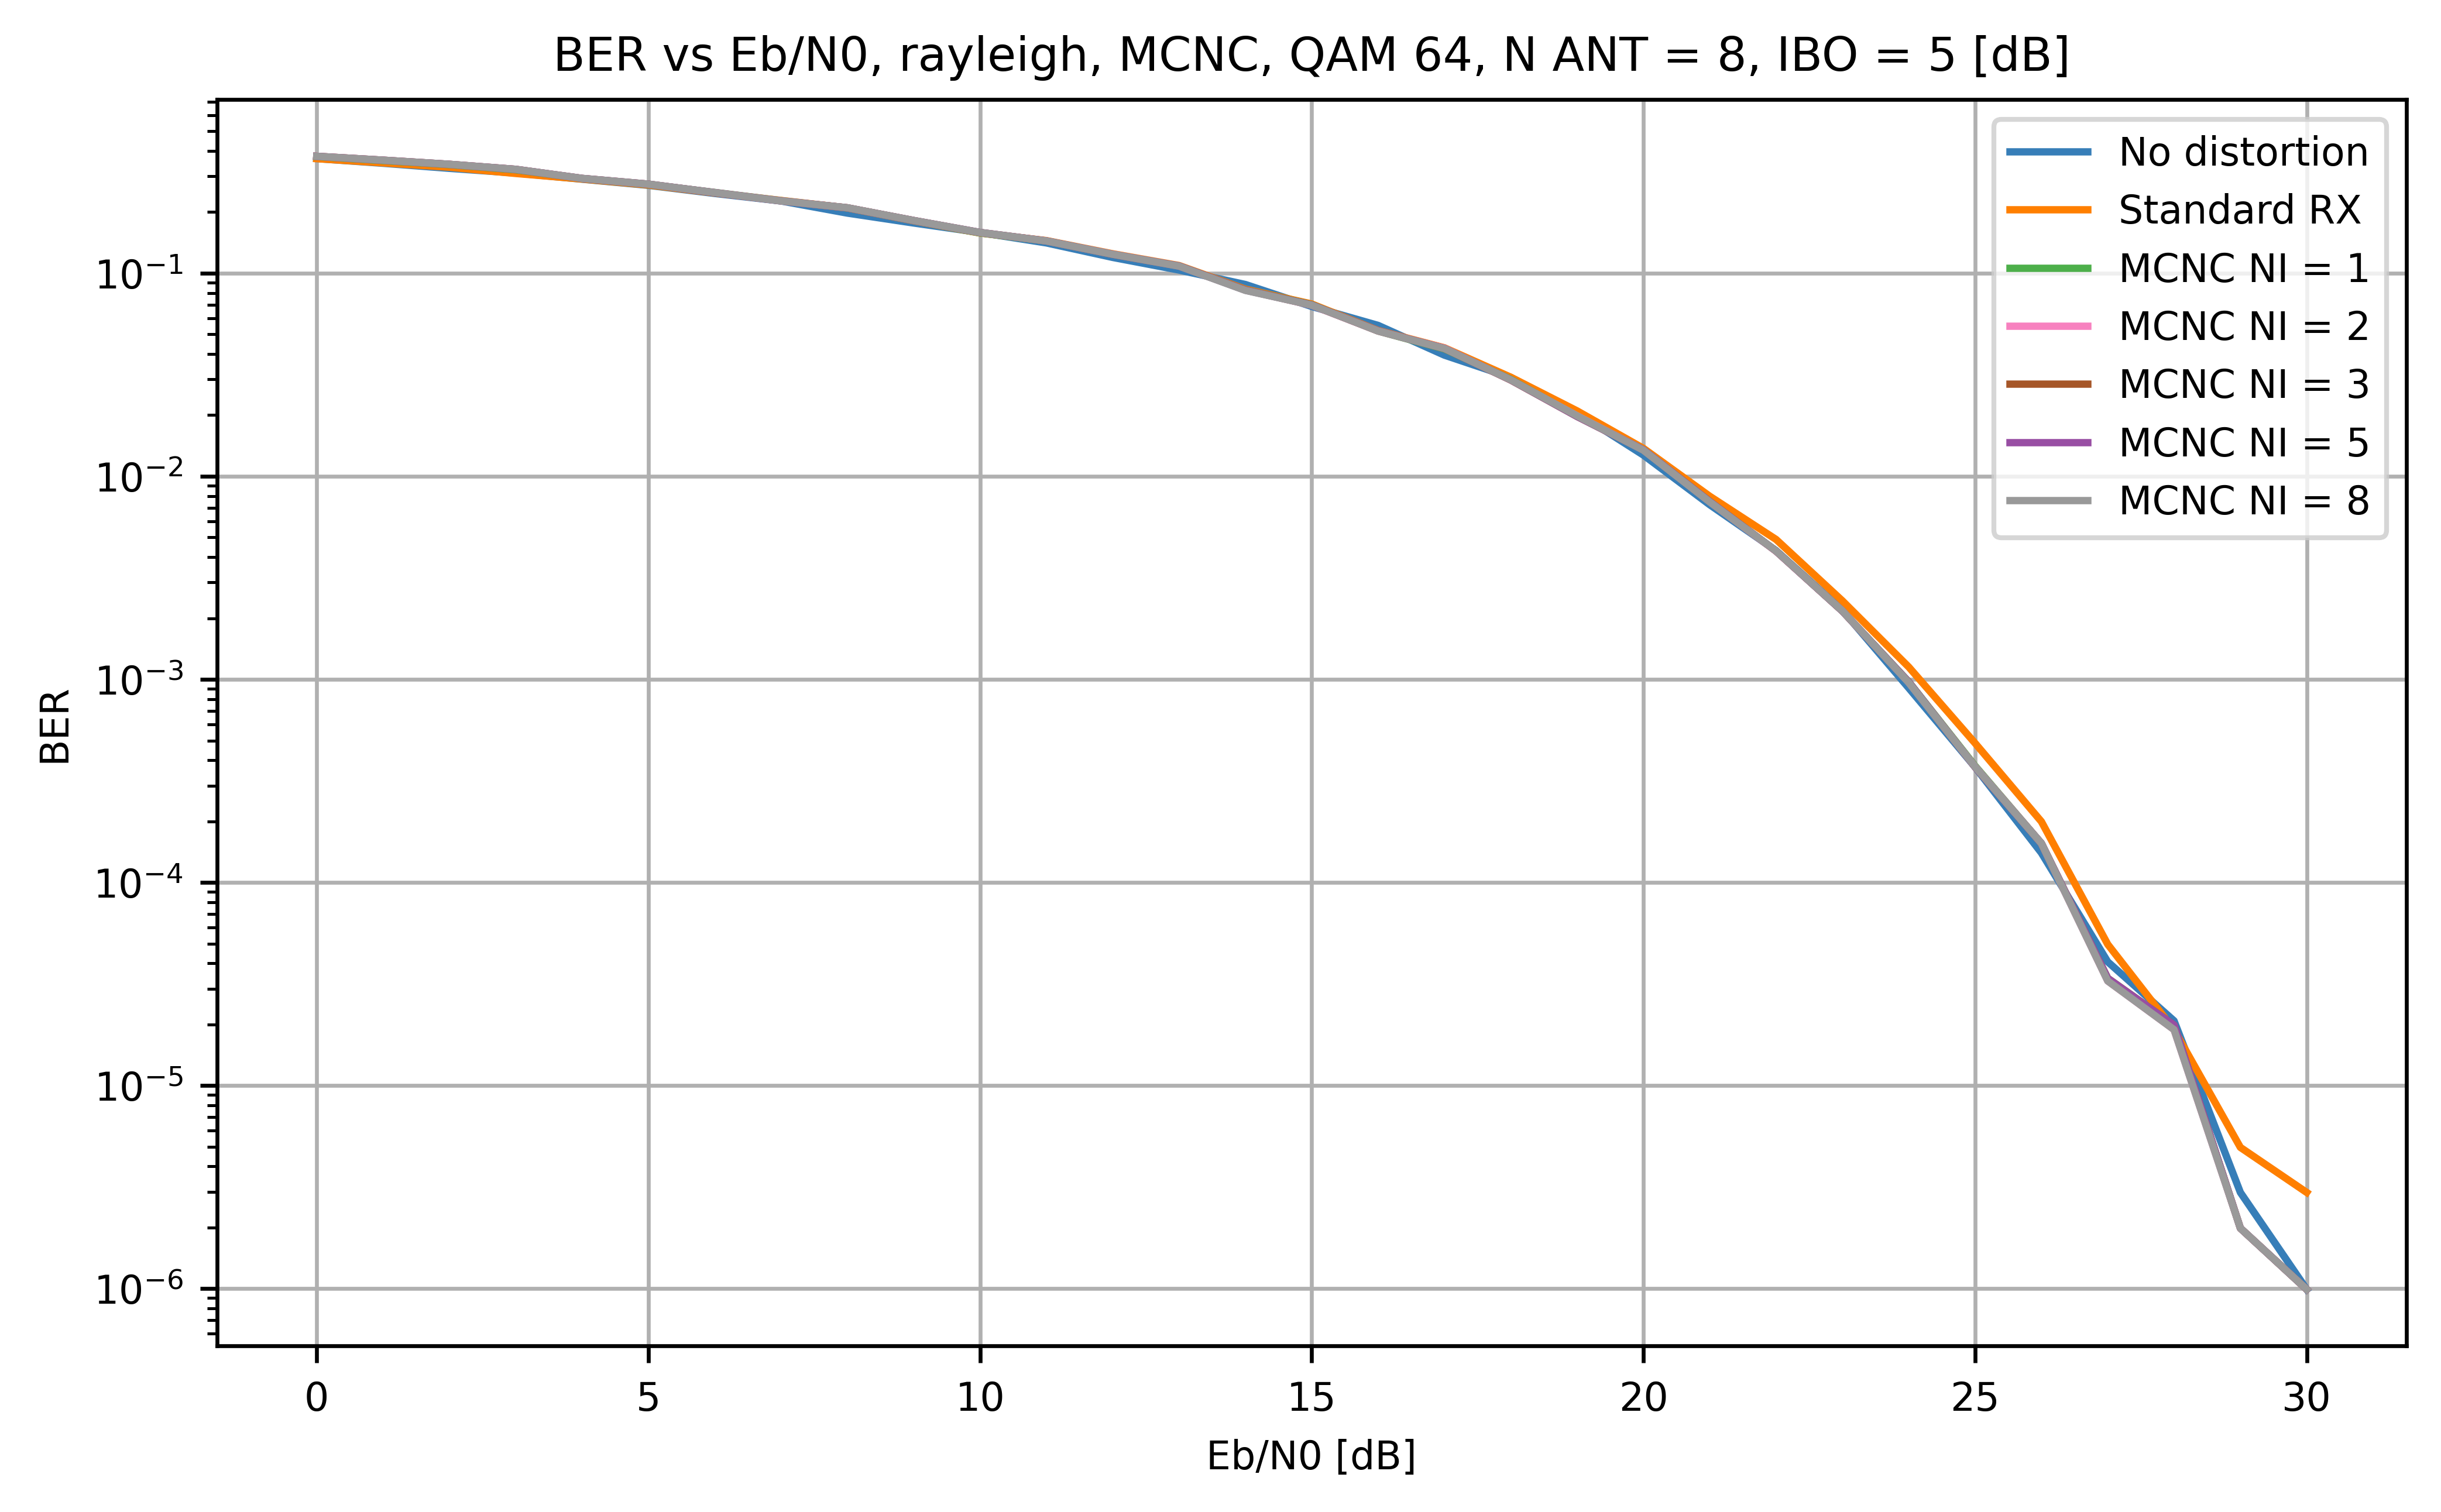 BER vs Eb/N0, rayleigh, MCNC, QAM 64, N ANT = 8, IBO = 5 [dB]
No distortion
Standard RX
MCNC NI = 1
MCNC NI = 2
MCNC NI = 3
MCNC NI = 5
MCNC NI = 8
10⁻¹
10⁻²
10⁻³
10⁻⁴
10⁻⁵
10⁻⁶
BER
0 5 10 15 20 25 30
Eb/N0 [dB]